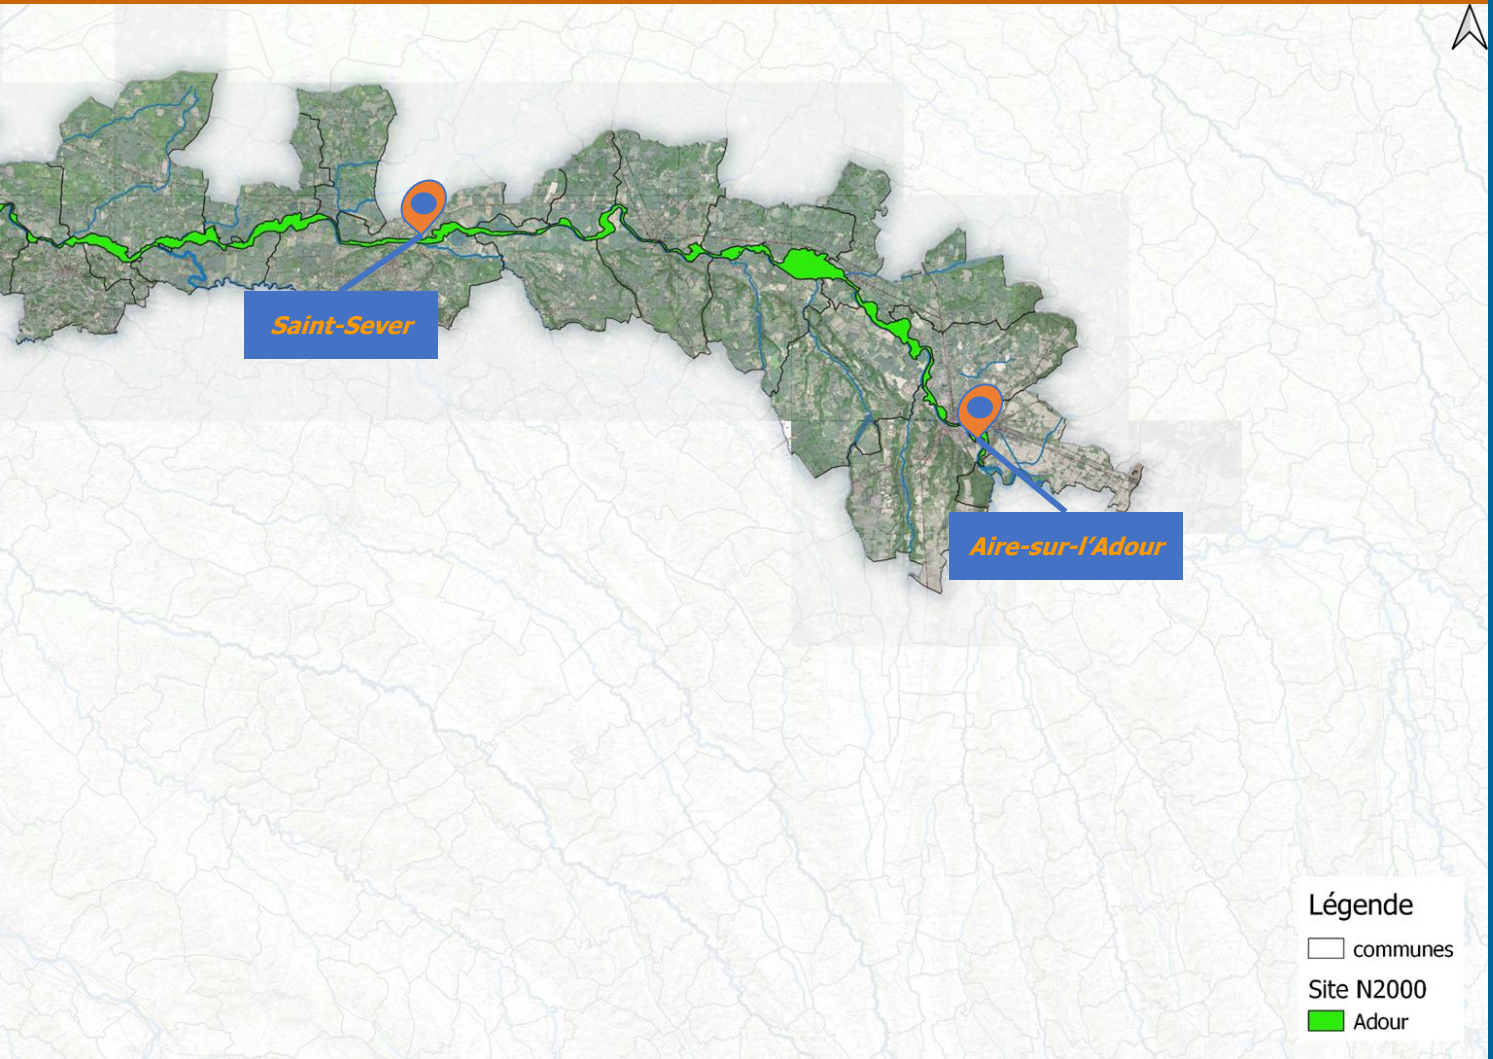 Saint-Sever
Aire-sur-l’Adour
Légende
communes
Site N2000
Adour